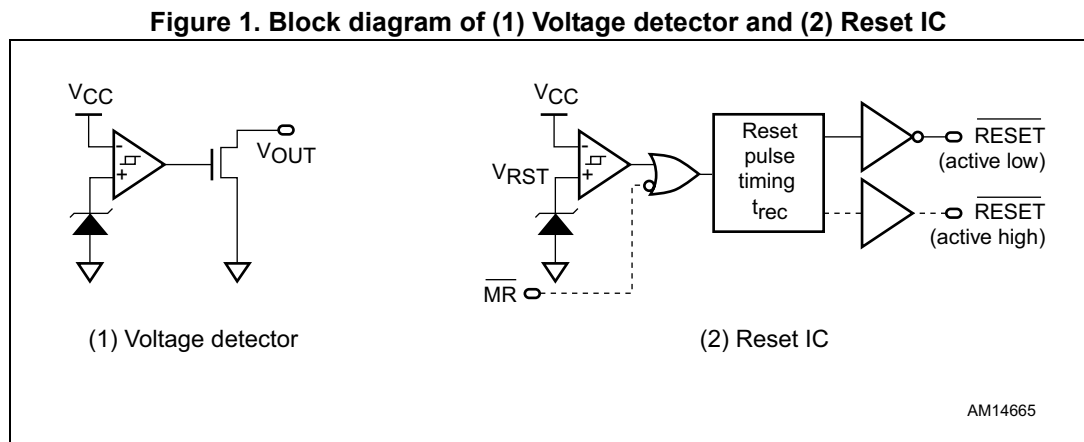 Figure 1. Block diagram of (1) Voltage detector and (2) Reset IC
VCC
-
+
VOUT
(1) Voltage detector
VCC
-
+
VRST
MR
Reset
pulse
timing
trec
RESET
(active low)
RESET
(active high)
(2) Reset IC
AM14665